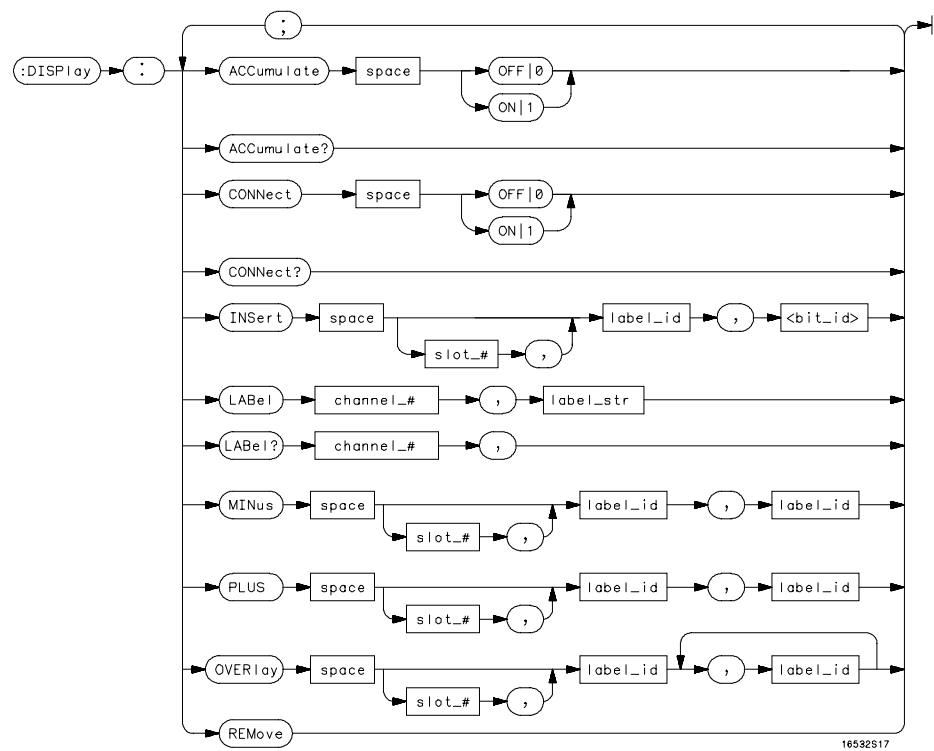 ;
:DISPlay : ACCumulate space OFF|0
ON|1
ACCumulate?
CONNect space OFF|0
ON|1
CONNect?
INSert space label_id , <bit_id>
slot_# ,
LABel channel_# , label_str
LABel? channel_# ,
MINus space label_id , label_id
slot_# ,
PLUS space label_id , label_id
slot_# ,
OVERlay space label_id , label_id
slot_# ,
REMove
16532S17